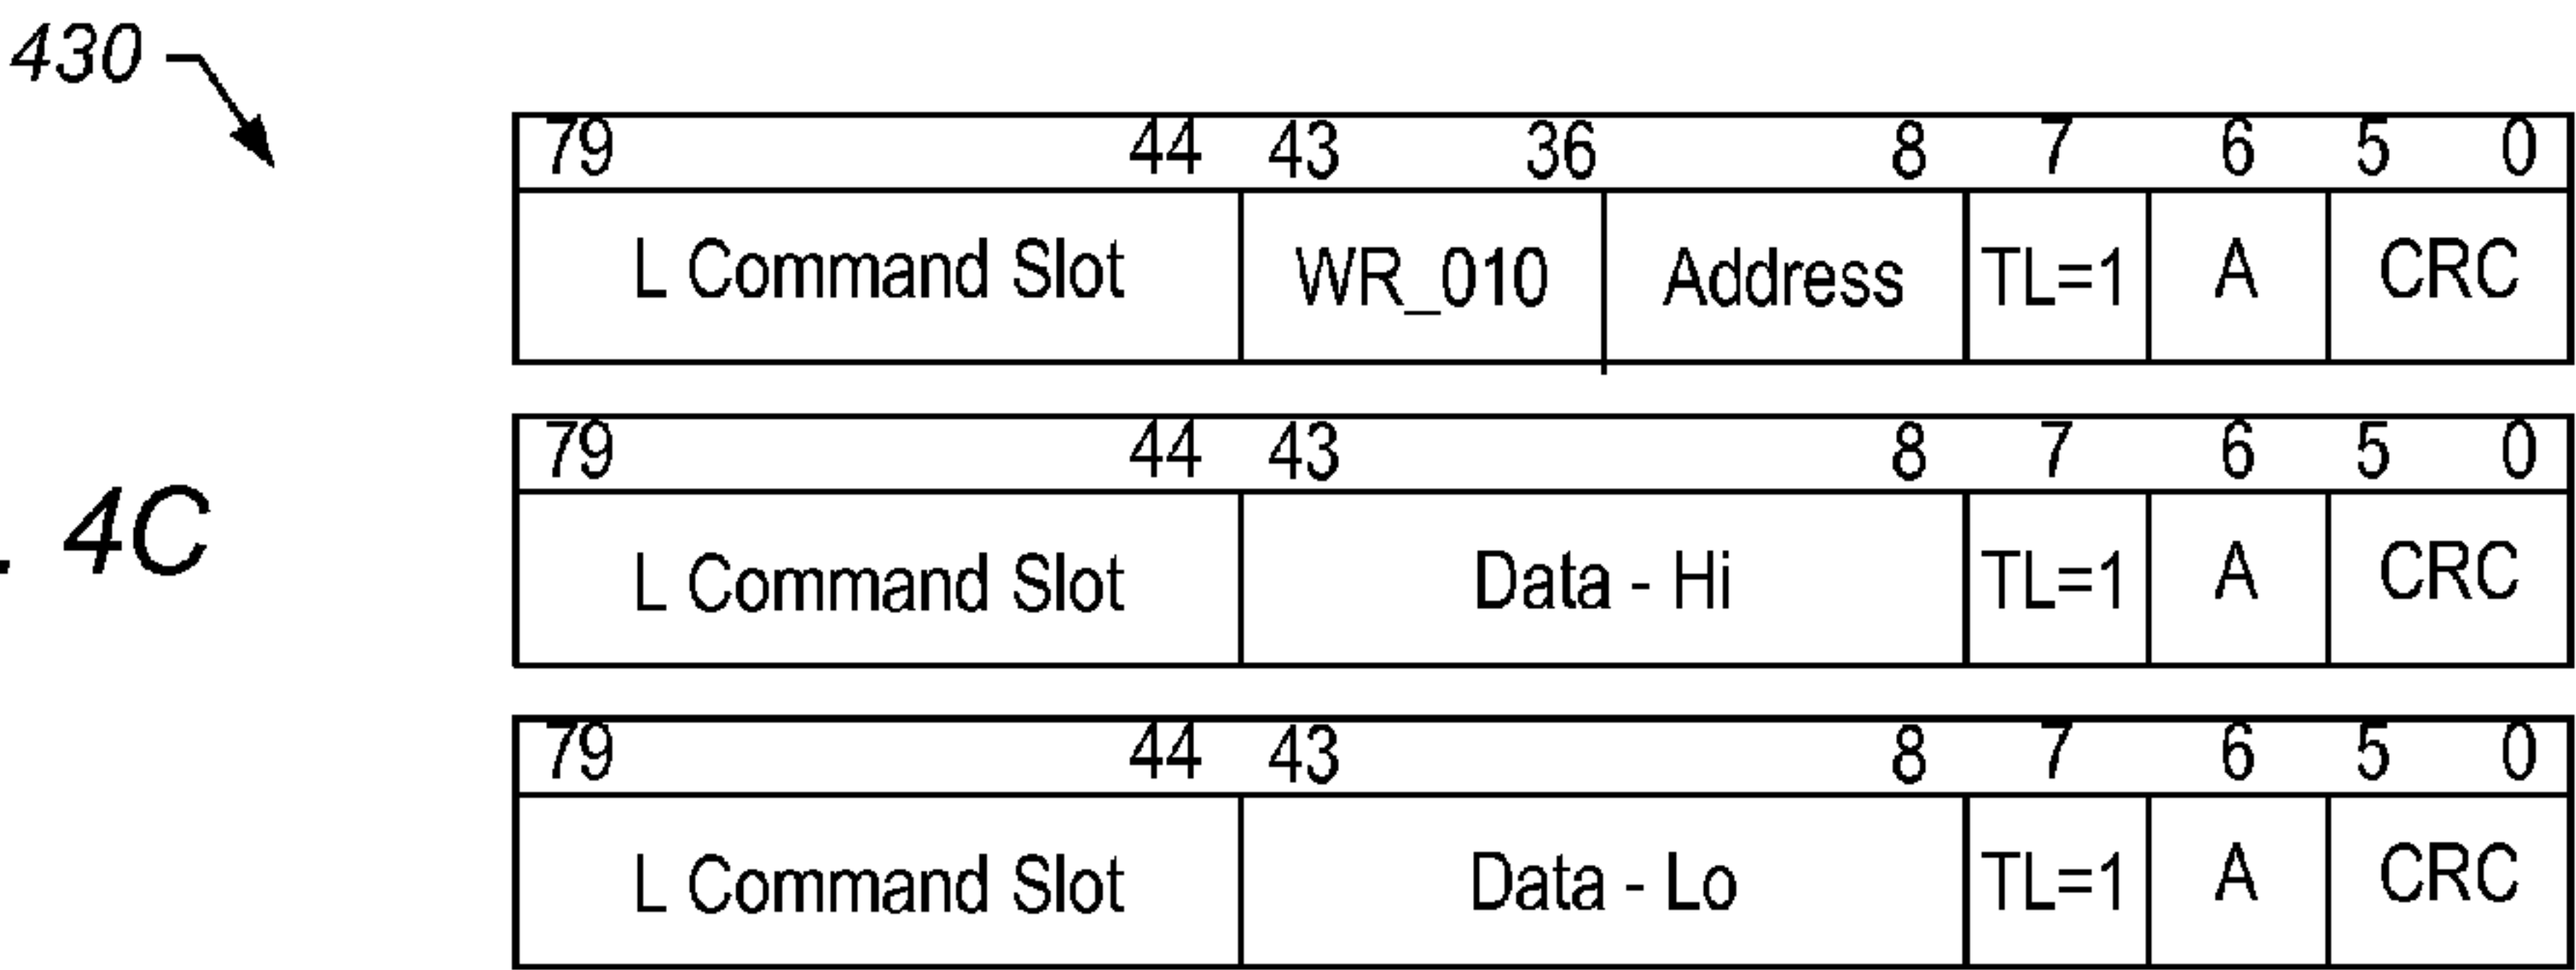 430
79 44 43 36 8 7 6 5 0
L Command Slot WR_010 Address TL=1 A CRC
79 44 43 8 7 6 5 0
. 4C
L Command Slot Data - Hi TL=1 A CRC
79 44 43 8 7 6 5 0
L Command Slot Data - Lo TL=1 A CRC